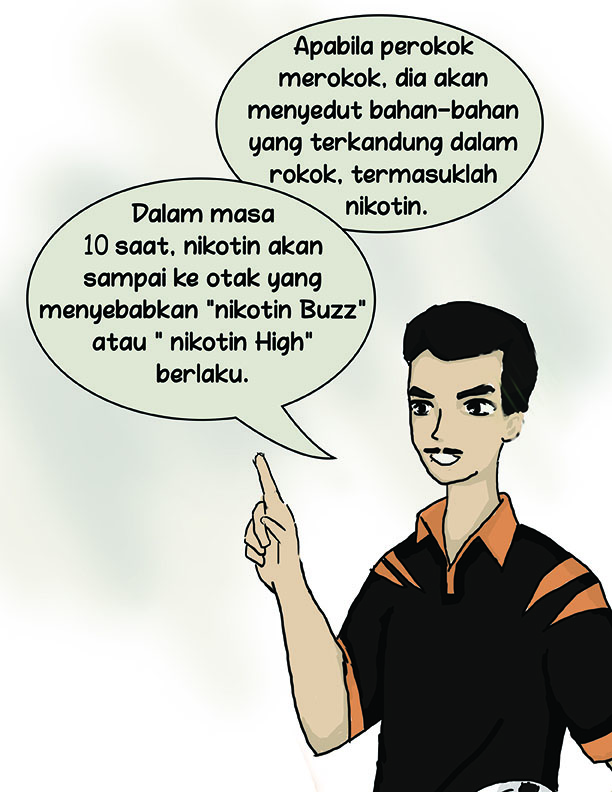 Apabila perokok
merokok, dia akan
menyedut bahan-bahan
yang terkandung dalam
rokok, termasuklah
nikotin.
Dalam masa
10 saat, nikotin akan
sampai ke otak yang
menyebabkan "nikotin Buzz"
atau " nikotin High"
berlaku.